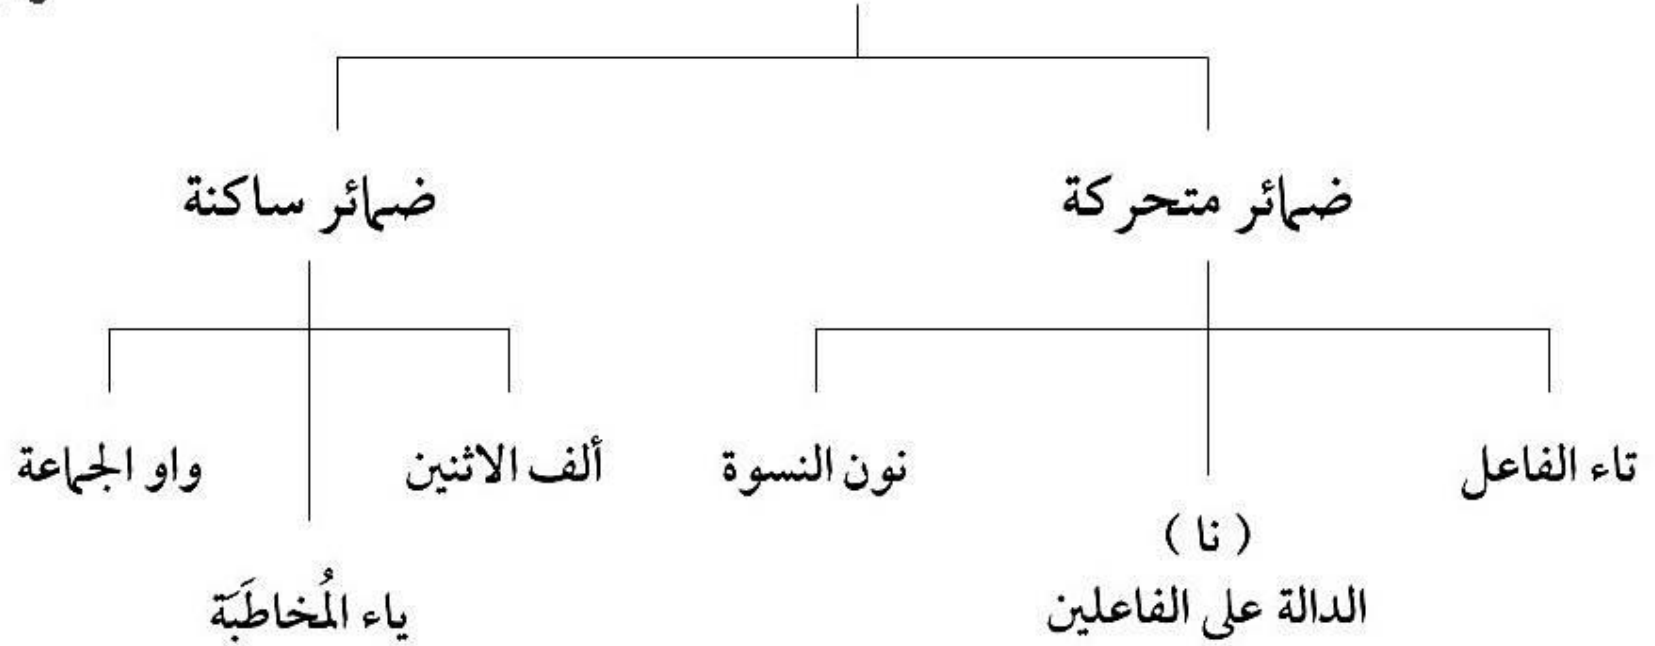 ضمائر متحركة
ضمائر ساكنة
تاء الفاعل
( نا )
الدالة على الفاعلين
نون النسوة
ألف الاثنين
ياء المُخاطَبَة
واو الجماعة